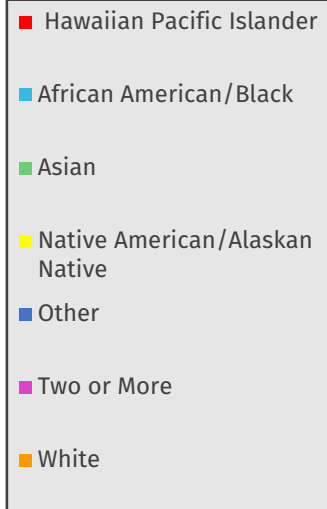 Hawaiian Pacific Islander
African American/Black
Asian
Native American/Alaskan
Native
Other
Two or More
White